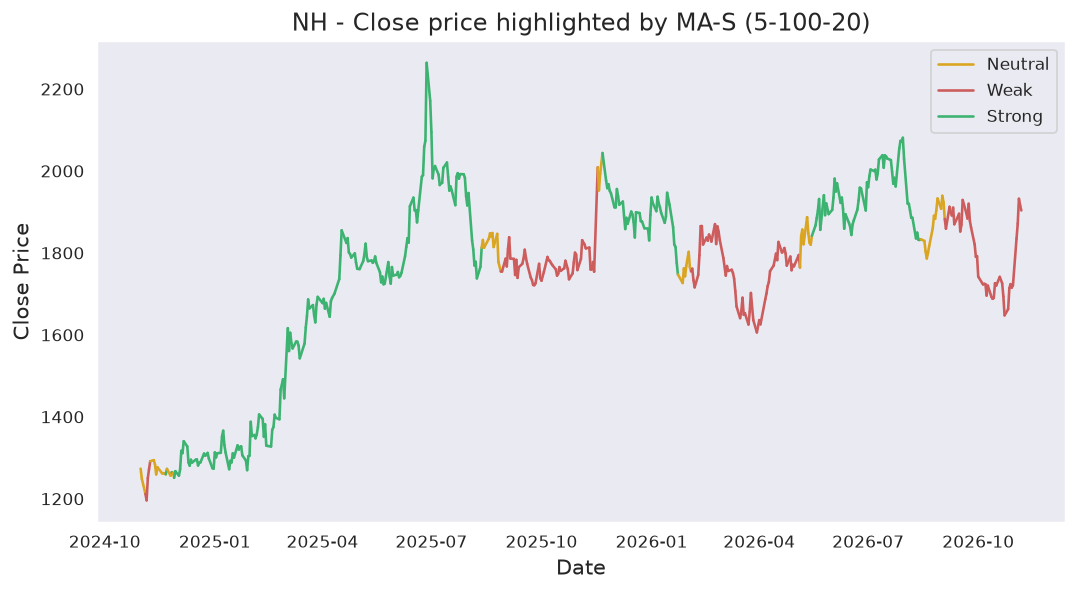 NH - Close price highlighted by MA-S (5-100-20)
Neutral
Weak
Strong
Close Price
2200
2000
1800
1600
1400
1200
2024-10 2025-01 2025-04 2025-07 2025-10 2026-01 2026-04 2026-07 2026-10
Date